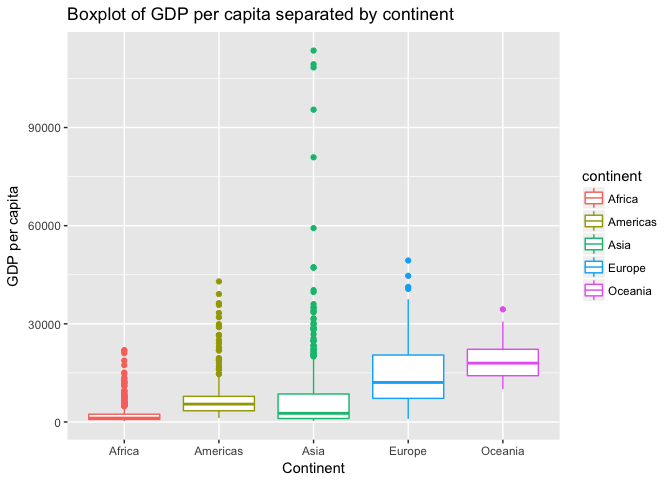 Boxplot of GDP per capita separated by continent
GDP per capita
90000
60000
30000
0
Africa
Americas
Asia
Europe
Oceania
Continent
continent
Africa
Americas
Asia
Europe
Oceania